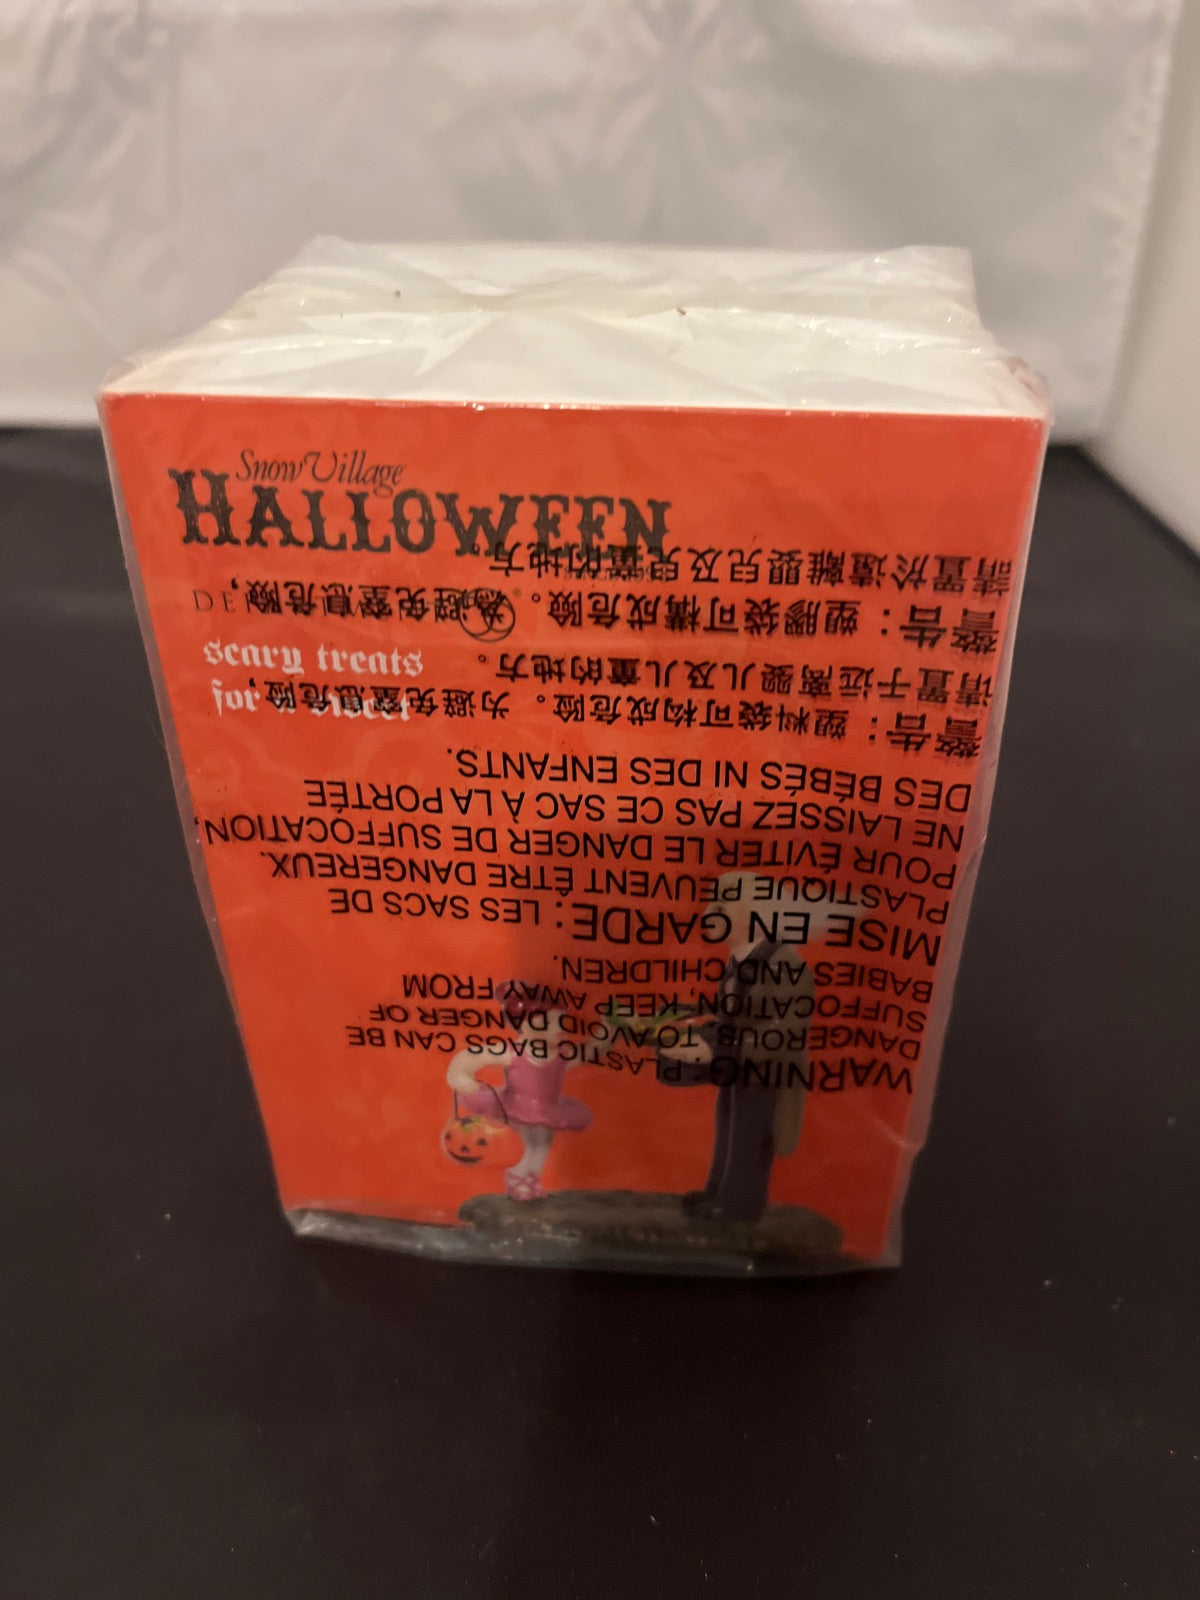 Snow Village
HALLOWEEN
scary treats
for a sweet
WARNING: PLASTIC BAGS CAN BE
DANGEROUS. TO AVOID DANGER OF
SUFFOCATION, KEEP AWAY FROM
BABIES AND CHILDREN.
MISE EN GARDE: LES SACS DE
PLASTIQUE PEUVENT ÊTRE DANGEREUX.
POUR ÉVITER LE DANGER DE SUFFOCATION,
NE LAISSEZ PAS CE SAC À LA PORTÉE
DES BÉBÉS NI DES ENFANTS.
警告：塑料袋可构成危险。为避免窒息危险，
请置于远离婴儿及儿童的地方。
警告：塑膠袋可構成危險。為避免窒息危險，
請置於遠離嬰兒及兒童的地方。